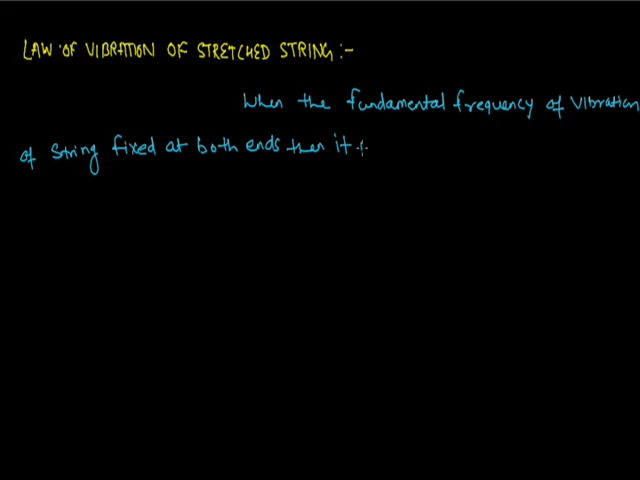 LAW OF VIBRATION OF STRETCHED STRING :-
When the fundamental frequency of Vibration
of String fixed at both ends then it